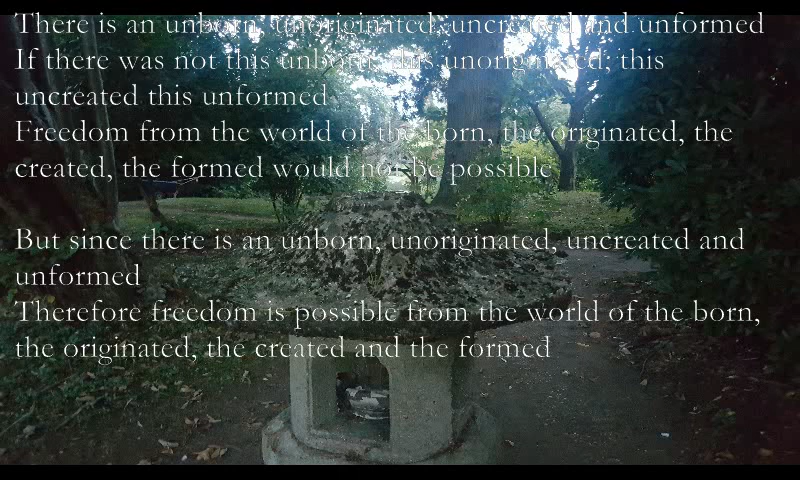 There is an unborn, unoriginated, uncreated and unformed
If there was not this unborn, this unoriginated, this
uncreated this unformed
Freedom from the world of the born, the originated, the
created, the formed would not be possible
But since there is an unborn, unoriginated, uncreated and
unformed
Therefore freedom is possible from the world of the born,
the originated, the created and the formed